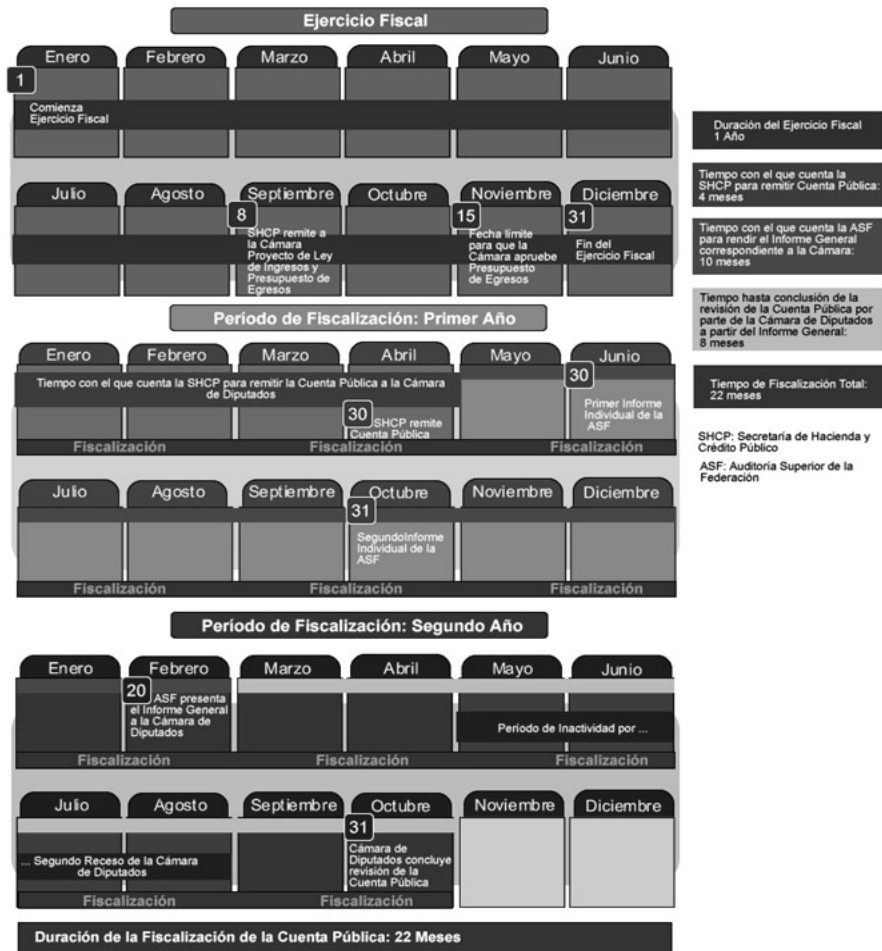 Ejercicio Fiscal
Enero Febrero Marzo Abril Mayo Junio
1
Comienza
Ejercicio Fiscal
Julio Agosto Septiembre Octubre Noviembre Diciembre
8
SHCP remite a
la Cámara
Proyecto de Ley
de Ingresos y
Presupuesto de
Egresos
15
Fecha límite
para que la
Cámara apruebe
Presupuesto
de Egresos
31
Fin del
Ejercicio Fiscal
Duración del Ejercicio Fiscal
1 Año
Tiempo con el que cuenta la
SHCP para remitir Cuenta Pública:
4 meses
Tiempo con el que cuenta la ASF
para rendir el Informe General
correspondiente a la Cámara:
10 meses
Tiempo hasta conclusión de la
revisión de la Cuenta Pública por
parte de la Cámara de Diputados
a partir del Informe General:
8 meses
Tiempo de Fiscalización Total:
22 meses
SHCP: Secretaría de Hacienda y
Crédito Público
ASF: Auditoría Superior de la
Federación
Período de Fiscalización: Primer Año
Enero Febrero Marzo Abril Mayo Junio
Tiempo con el que cuenta la SHCP para remitir la Cuenta Pública a la Cámara
de Diputados
30
SHCP remite
Cuenta Pública
30
Primer Informe
Individual de la
ASF
Fiscalización Fiscalización Fiscalización
Julio Agosto Septiembre Octubre Noviembre Diciembre
31
SegundoInforme
Individual de la
ASF
Fiscalización Fiscalización Fiscalización
Período de Fiscalización: Segundo Año
Enero Febrero Marzo Abril Mayo Junio
20
ASF presenta
el Informe General
a la Cámara de
Diputados
Período de Inactividad por ...
Fiscalización Fiscalización Fiscalización
Julio Agosto Septiembre Octubre Noviembre Diciembre
... Segundo Receso de la Cámara
de Diputados
31
Cámara de
Diputados concluye
revisión de la
Cuenta Pública
Fiscalización Fiscalización
Duración de la Fiscalización de la Cuenta Pública: 22 Meses